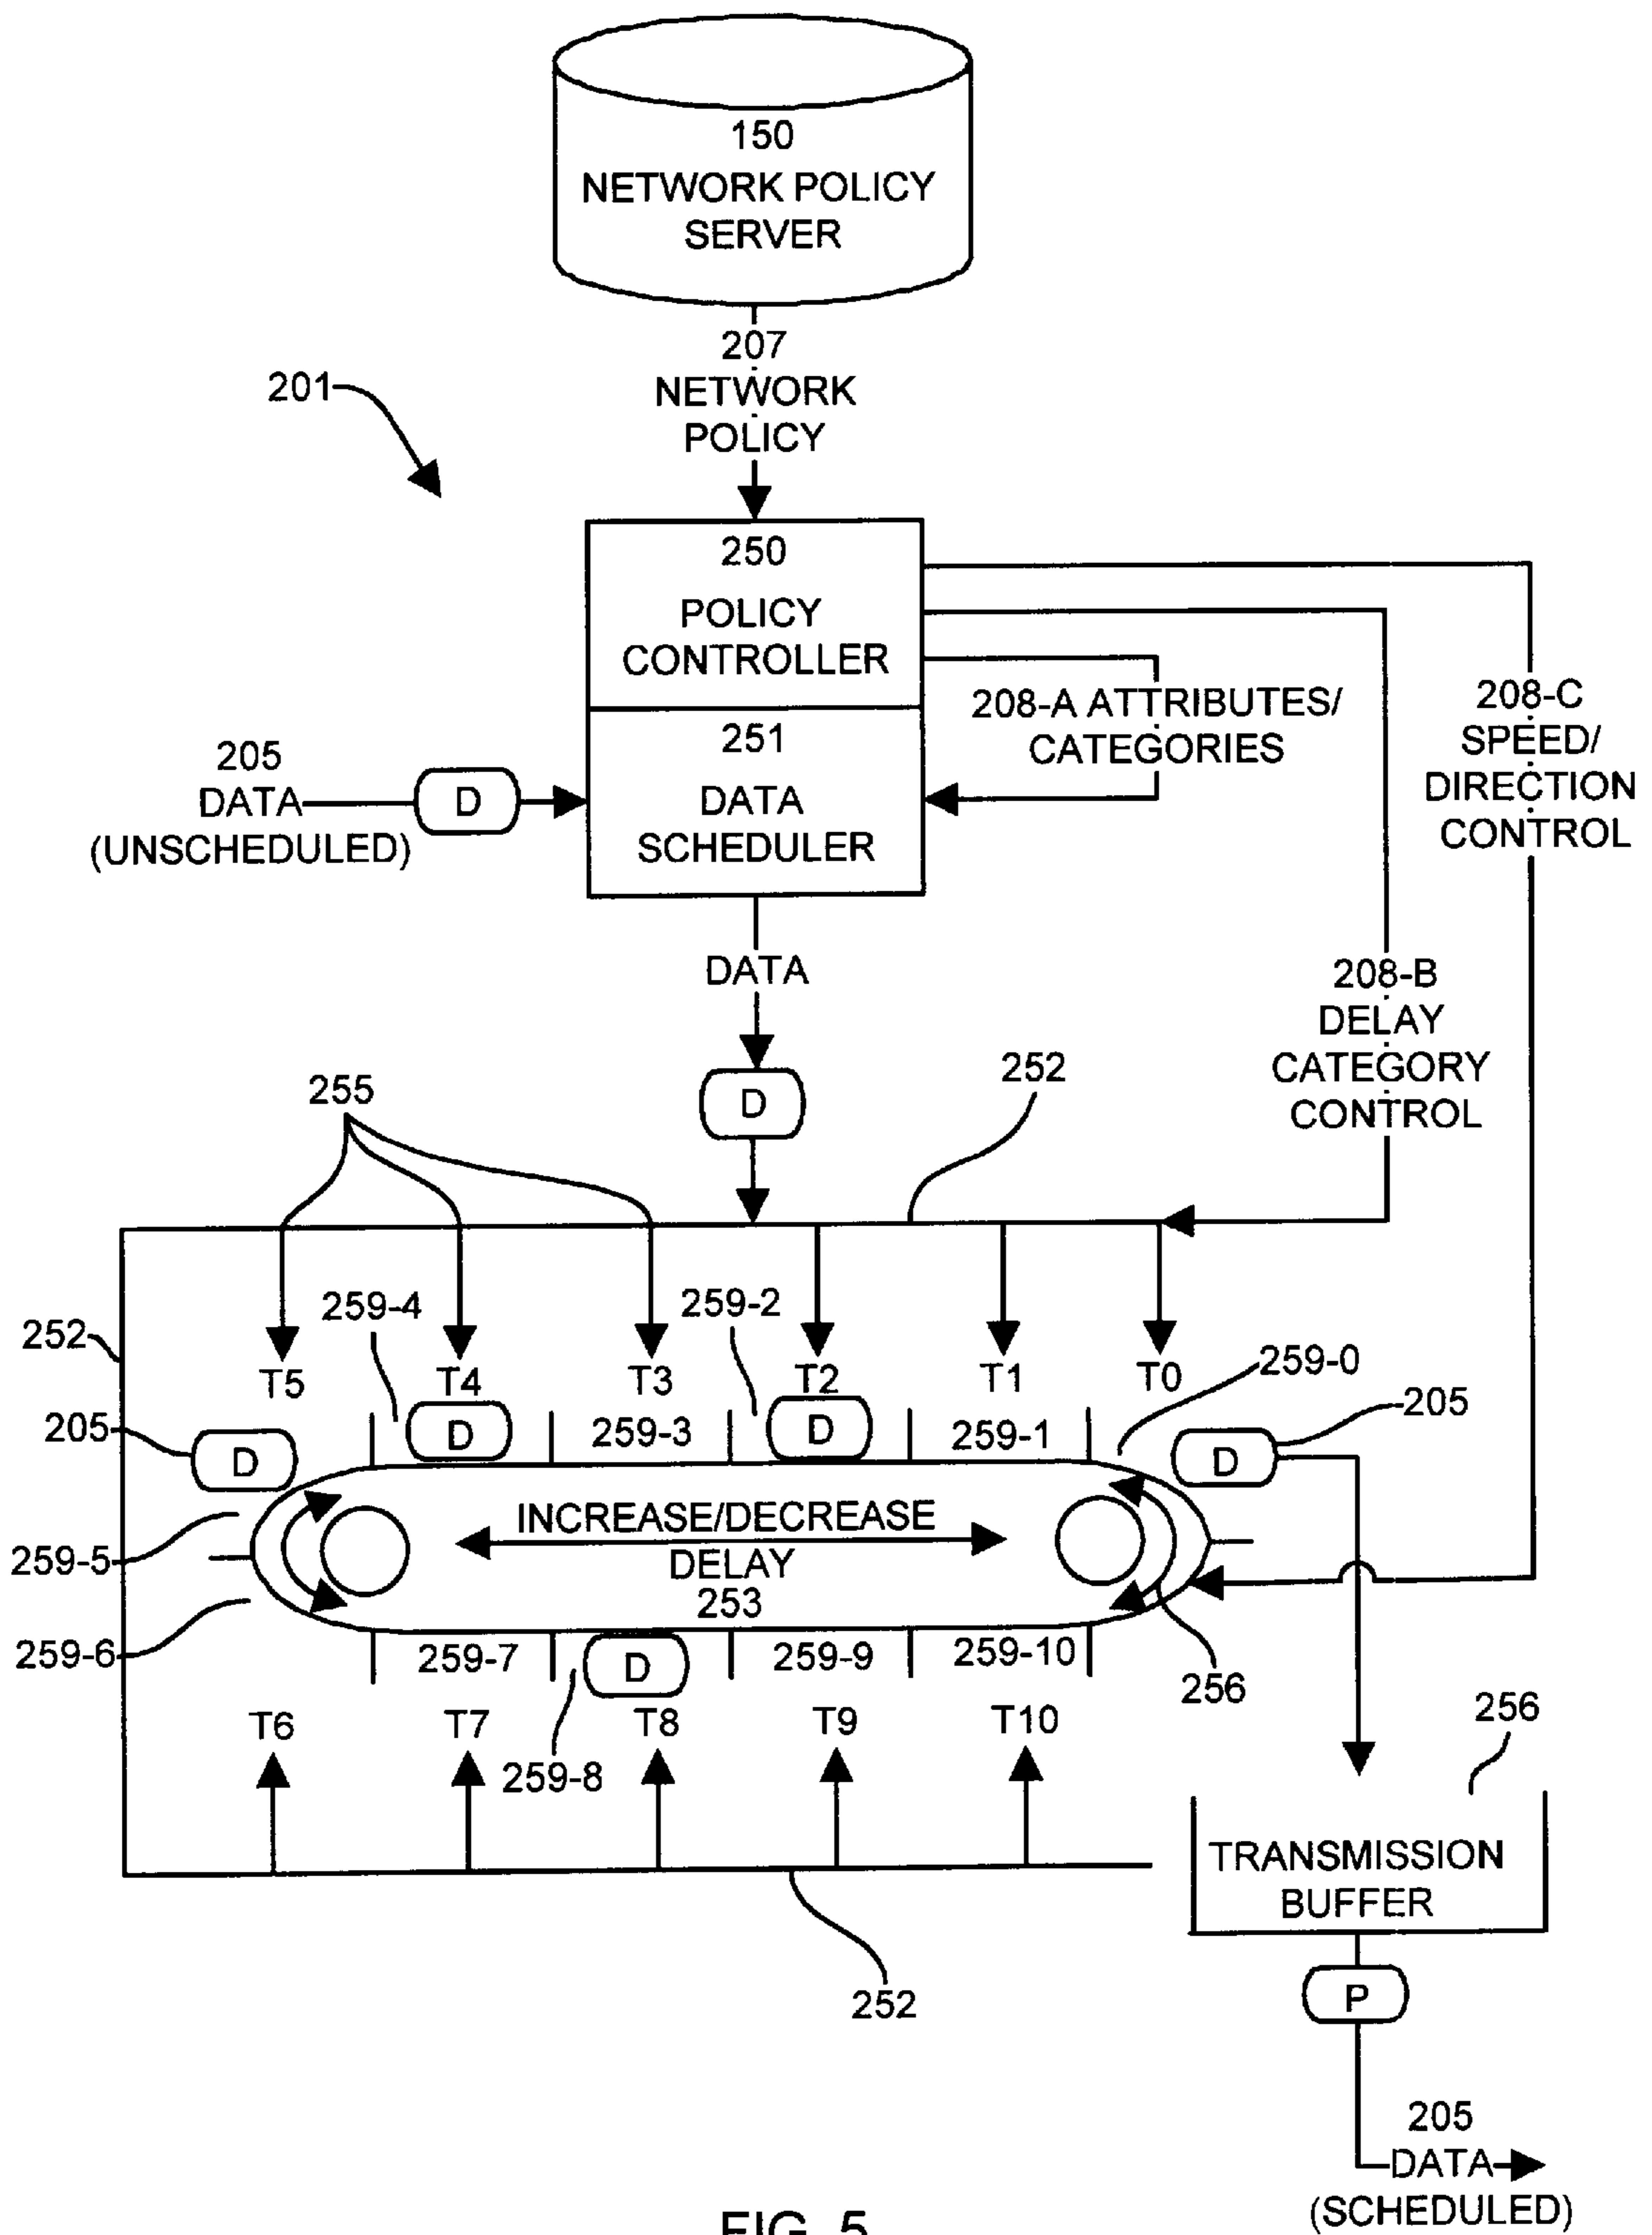 150
NETWORK POLICY
SERVER
207
NETWORK
POLICY
201
250
POLICY
CONTROLLER
208-A ATTRIBUTES/
CATEGORIES
208-C
SPEED/
DIRECTION
CONTROL
251
DATA
SCHEDULER
205
DATA
(UNSCHEDULED)
D
DATA
D
208-B
DELAY
CATEGORY
CONTROL
255
252
259-4
259-2
252
T5
T4
T3
T2
T1
T0
259-0
205
D
D
259-3
D
259-1
D
205
INCREASE/DECREASE
DELAY
253
259-5
259-6
259-7
D
259-9
259-10
256
T6
T7
T8
T9
T10
259-8
256
TRANSMISSION
BUFFER
252
P
205
DATA
(SCHEDULED)
FIG. 5